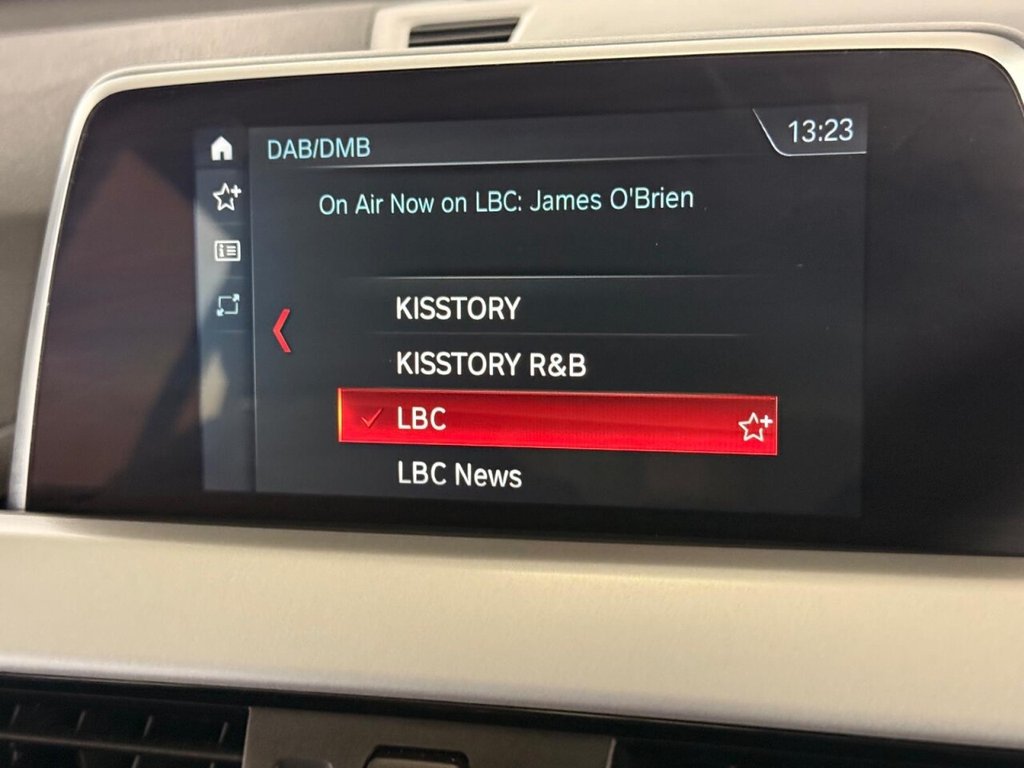 DAB/DMB
13:23
On Air Now on LBC: James O'Brien
KISSTORY
KISSTORY R&B
LBC
LBC News